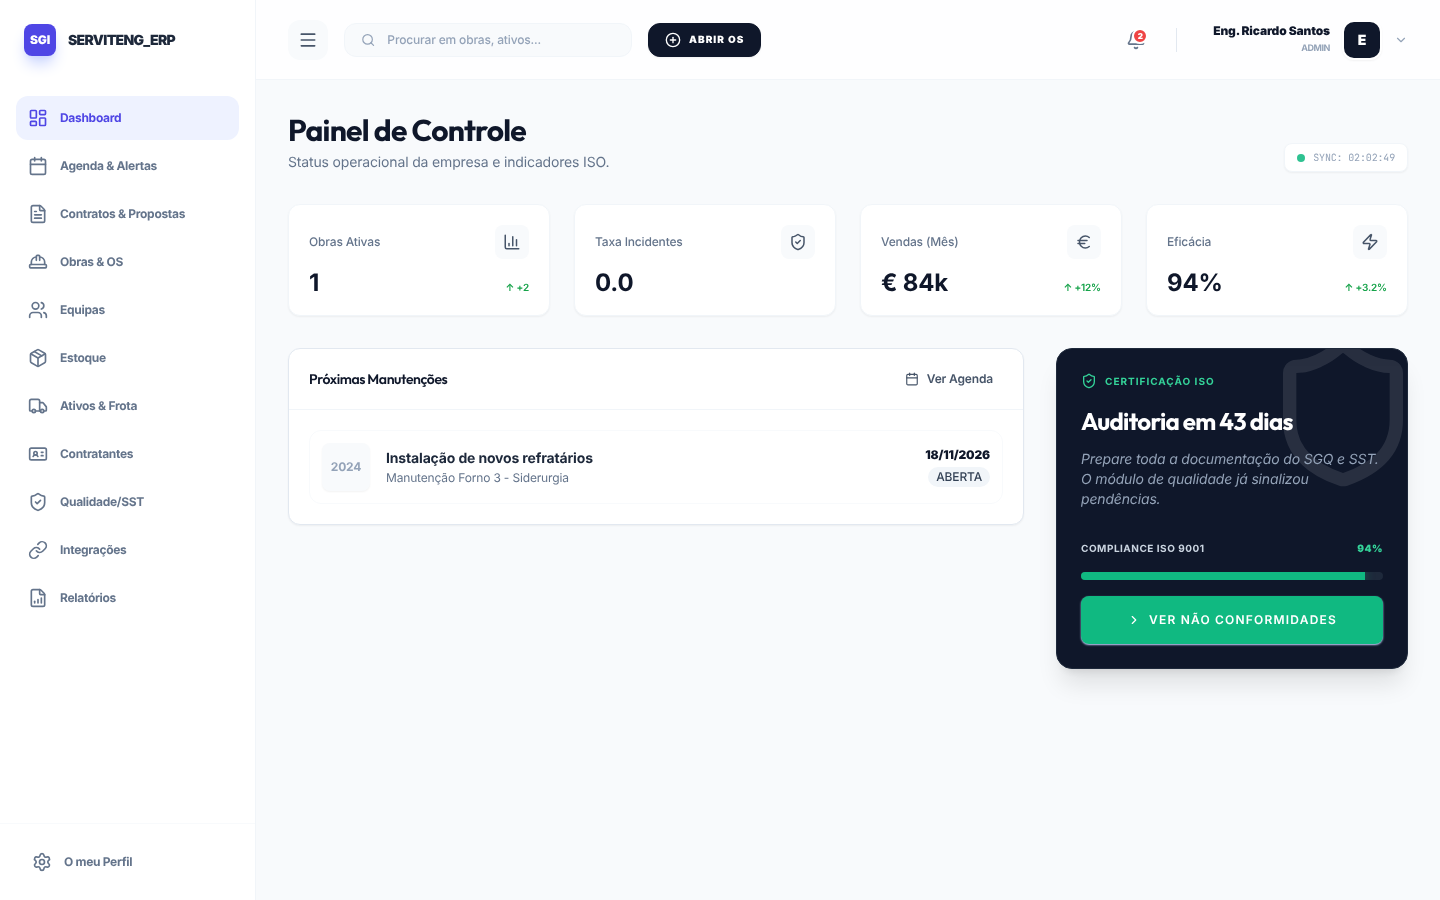 SGI SERVITENG_ERP
Procurar em obras, ativos...
ABRIR OS
2
Eng. Ricardo Santos
ADMIN
E
Dashboard
Agenda & Alertas
Contratos & Propostas
Obras & OS
Equipas
Estoque
Ativos & Frota
Contratantes
Qualidade/SST
Integrações
Relatórios
O meu Perfil
Painel de Controle
Status operacional da empresa e indicadores ISO.
SYNC: 02:02:49
Obras Ativas
1
↑ +2
Taxa Incidentes
0.0
Vendas (Mês)
€
€ 84k
↑ +12%
Eficácia
94%
↑ +3.2%
Próximas Manutenções
Ver Agenda
2024
Instalação de novos refratários
Manutenção Forno 3 - Siderurgia
18/11/2026
ABERTA
CERTIFICAÇÃO ISO
Auditoria em 43 dias
Prepare toda a documentação do SGQ e SST.
O módulo de qualidade já sinalizou
pendências.
COMPLIANCE ISO 9001
94%
VER NÃO CONFORMIDADES